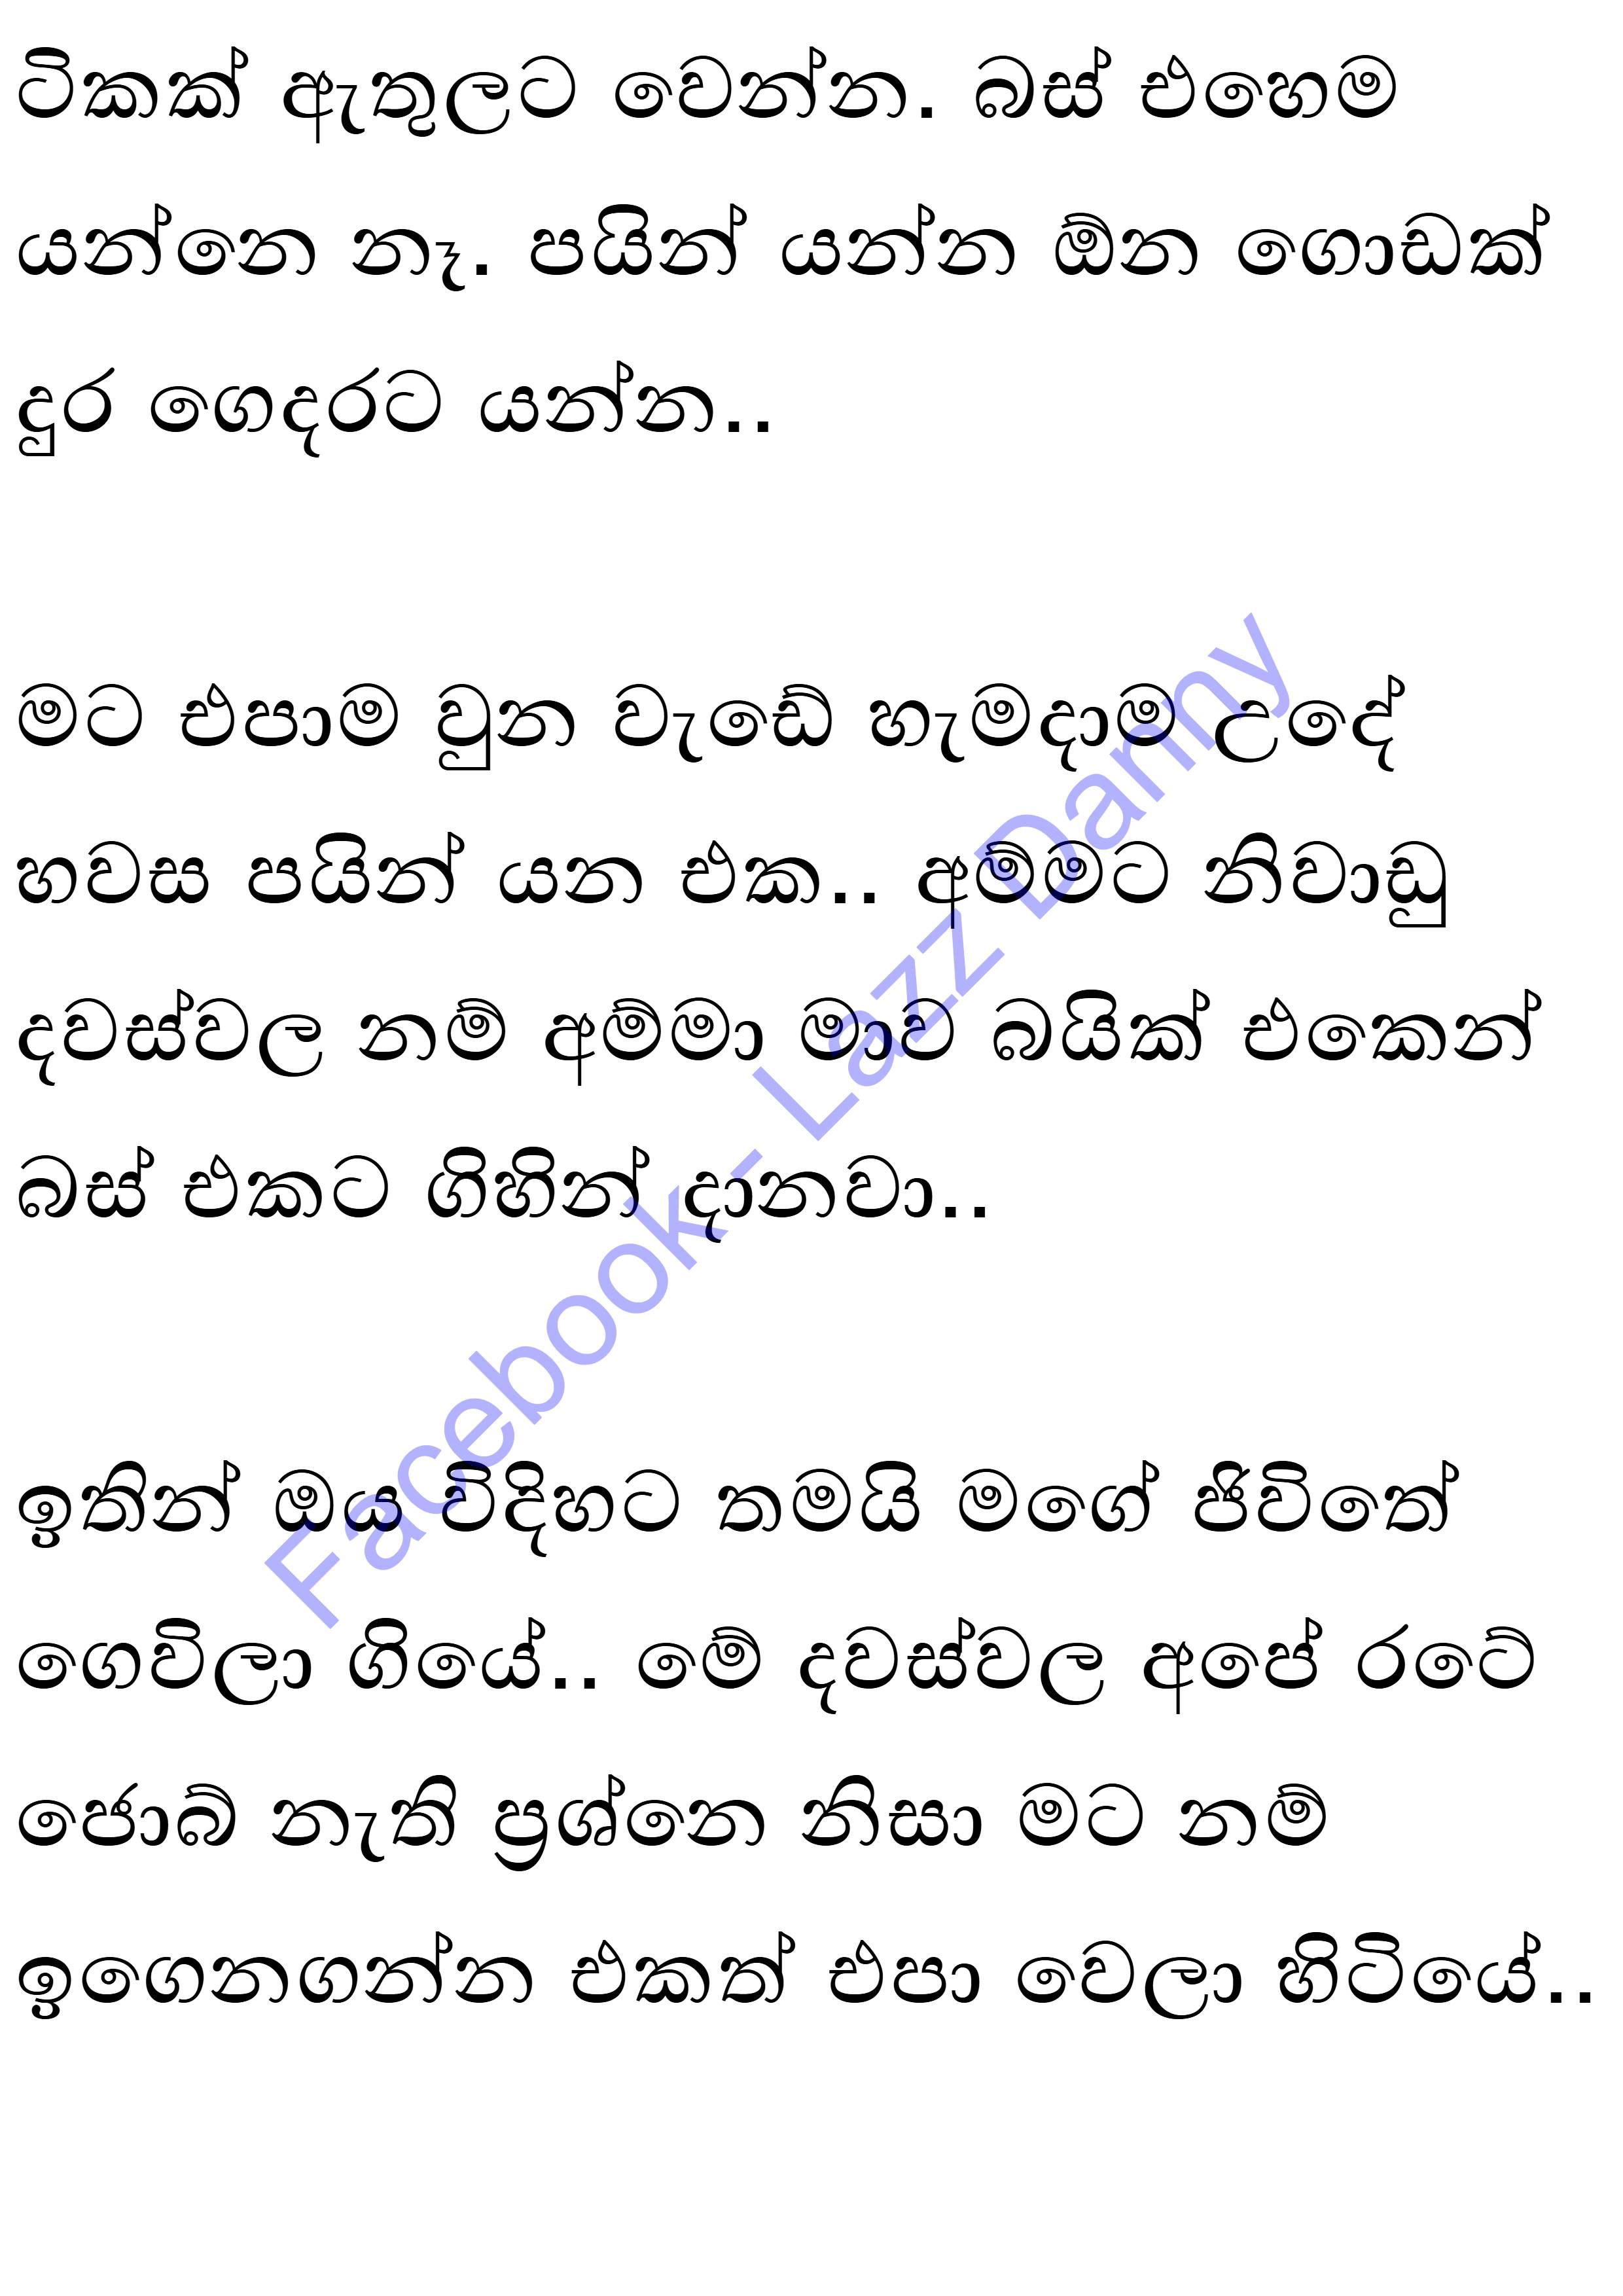 ටිකක් ඇතුලට වෙන්න. බස් එහෙම
යන්නෙ නෑ. පයින් යන්න ඕන ගොඩක්
දුර ගෙදරට යන්න..
මට එපාම වුන වැඩේ හැමදාම උදේ
හවස පයින් යන එක.. අම්මට නිවාඩු
දවස්වල නම් අම්මා මාව බයික් එකෙන්
බස් එකට ගිහින් දානවා..
ඉතින් ඔය විදිහට තමයි මගේ ජීවිතේ
ගෙවිලා ගියේ.. මේ දවස්වල අපේ රටේ
ජොබ් නැති ප්‍රශ්නෙ නිසා මට නම්
ඉගෙනගන්න එකත් එපා වෙලා හිටියේ..
Facebook- Lazz Danny